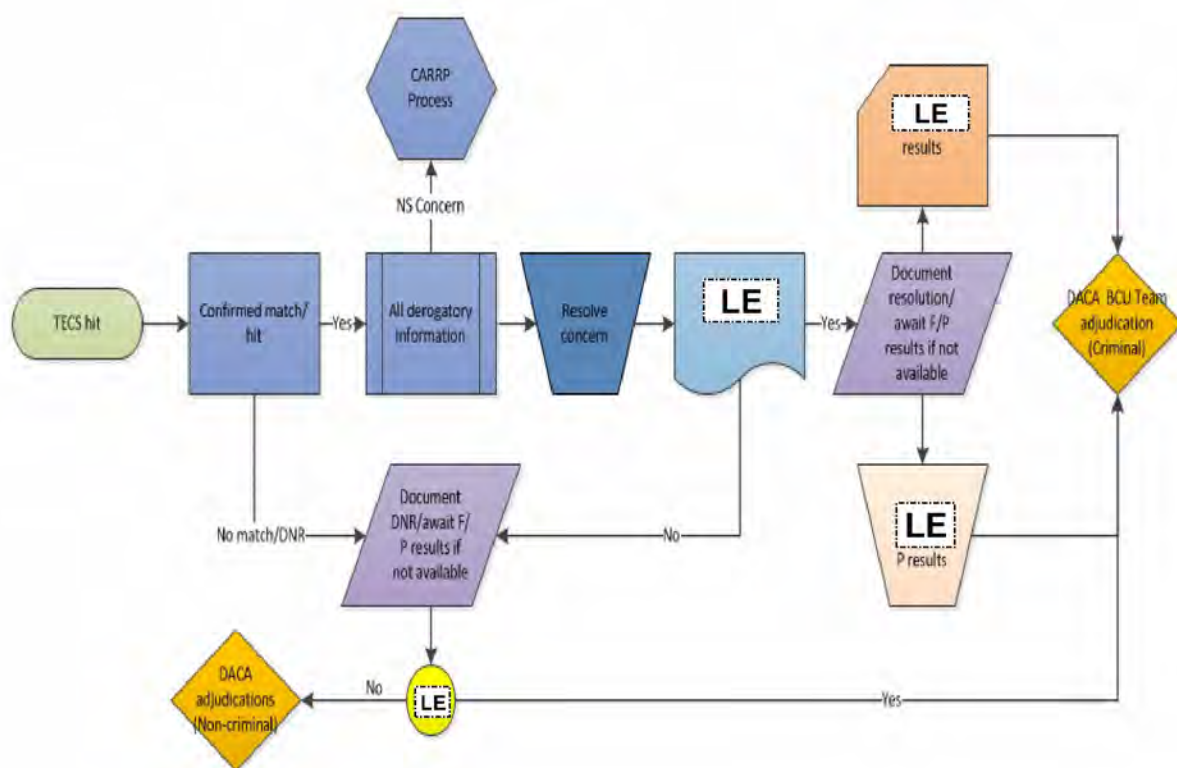 CARRP
Process
LE
results
NS Concern
TECS hit
Confirmed match/
hit
Yes
All derogatory
information
Resolve
concern
LE
Yes
Document
resolution/
await F/P
results if not
available
DACA BCU Team
adjudication
(Criminal)
No match/DNR
Document
DNR/await F/
P results if
not available
No
LE
P results
DACA
adjudications
(Non-criminal)
No
LE
Yes